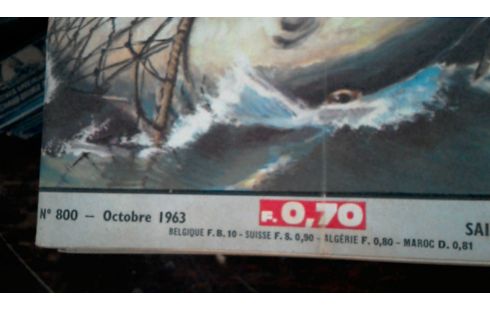 N° 800 – Octobre 1963
F. 0,70
SAI
BELGIQUE F. B. 10 - SUISSE F. S. 0,90 - ALGÉRIE F. 0,80 - MAROC D. 0,81